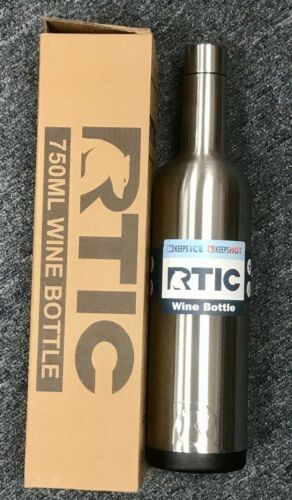 RTIC
750ML WINE BOTTLE
KEEPS ICE KEEPS HOT
RTIC
Wine Bottle